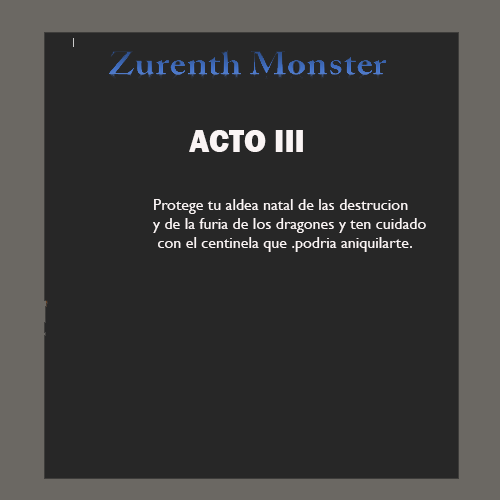 Zurenth Monster
ACTO III
Protege tu aldea natal de las destrucion
y de la furia de los dragones y ten cuidado
con el centinela que .podria aniquilarte.